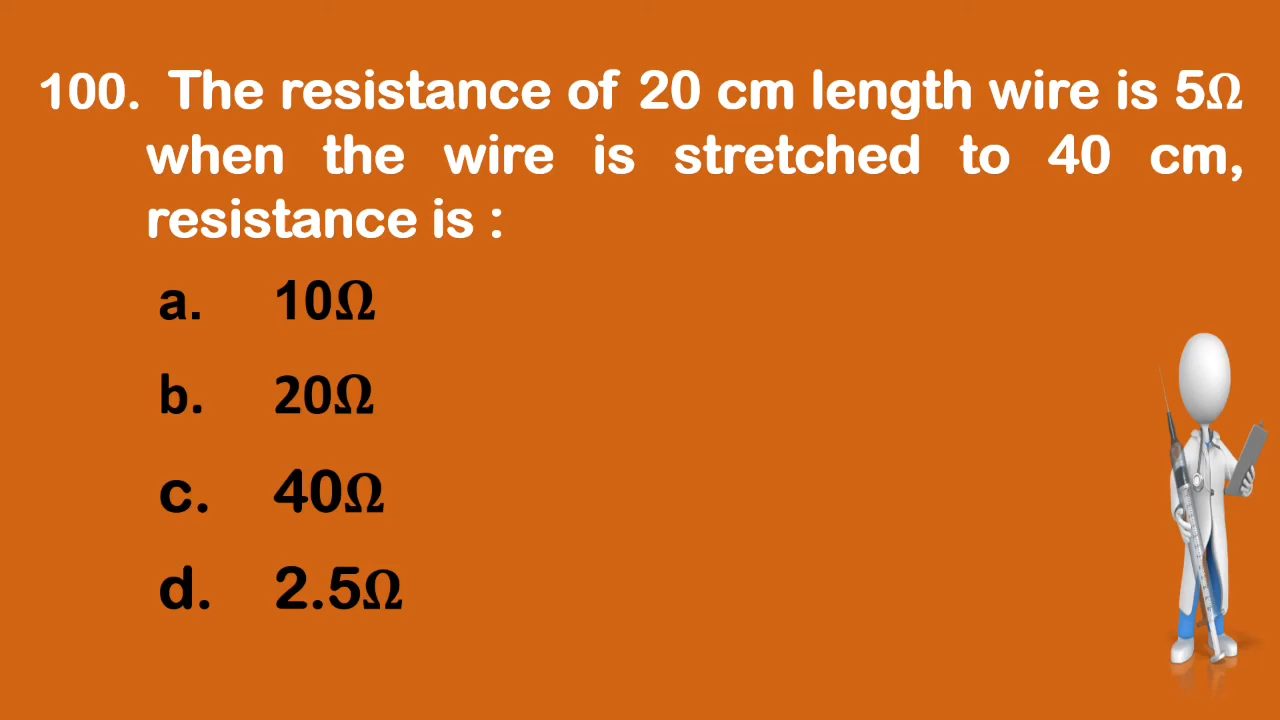 100. The resistance of 20 cm length wire is 5Ω
when the wire is stretched to 40 cm,
resistance is :
a. 10Ω
b. 20Ω
c. 40Ω
d. 2.5Ω